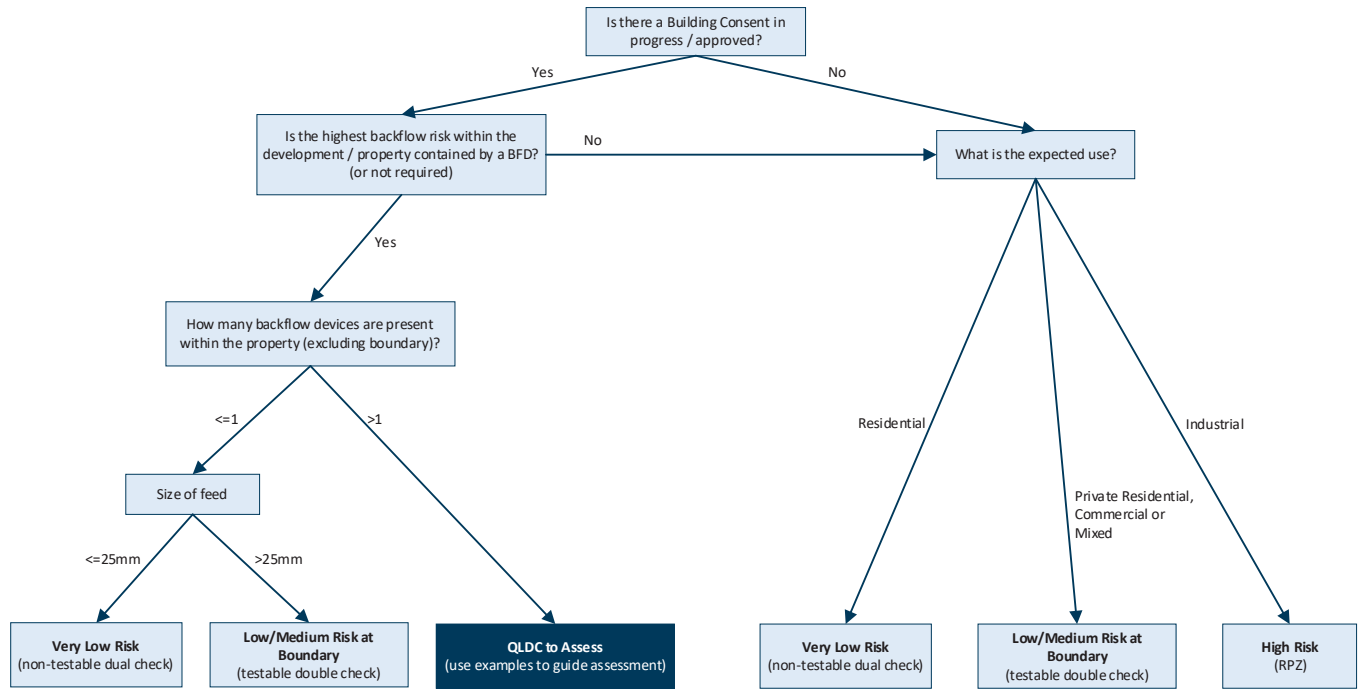 Is there a Building Consent in
progress / approved?
Yes
No
Is the highest backflow risk within the
development / property contained by a BFD?
(or not required)
No
What is the expected use?
Yes
How many backflow devices are present
within the property (excluding boundary)?
<=1
>1
Residential
Industrial
Size of feed
Private Residential,
Commercial or
Mixed
<=25mm
>25mm
Very Low Risk
(non-testable dual check)
Low/Medium Risk at
Boundary
(testable double check)
QLDC to Assess
(use examples to guide assessment)
Very Low Risk
(non-testable dual check)
Low/Medium Risk at
Boundary
(testable double check)
High Risk
(RPZ)